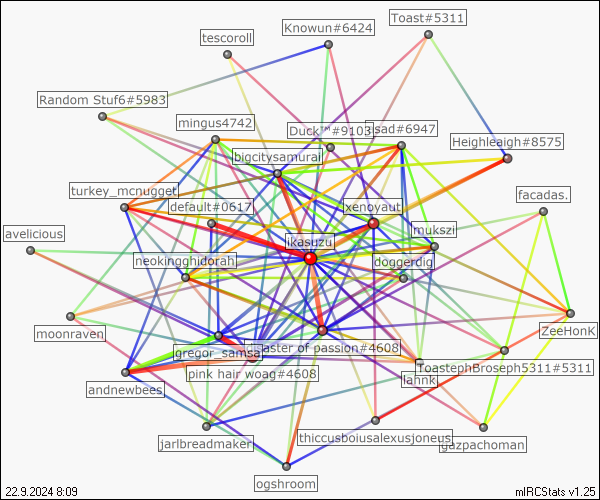 Toast#5311
Knowun#6424
tescoroll
Random Stuf6#5983
mingus4742
Duck™#9103
sad#6947
Heighleaigh#8575
bigcitysamurai
turkey_mcnugget
default#0617
xenovaut
facadas.
mukszi
avelicious
ikasuzu
neokingghidorah
doggerdig
moonraven
ZeeHonk
gregor_samsa
master of passion#4608
ToastephBroseph5311#5311
pink hair woag#4608
lahnk
andnewbees
jarlbreadmaker
thiccusboiusalexusjoneus
gazpachoman
ogshroom
22.9.2024 8:09
mIRCStats v1.25